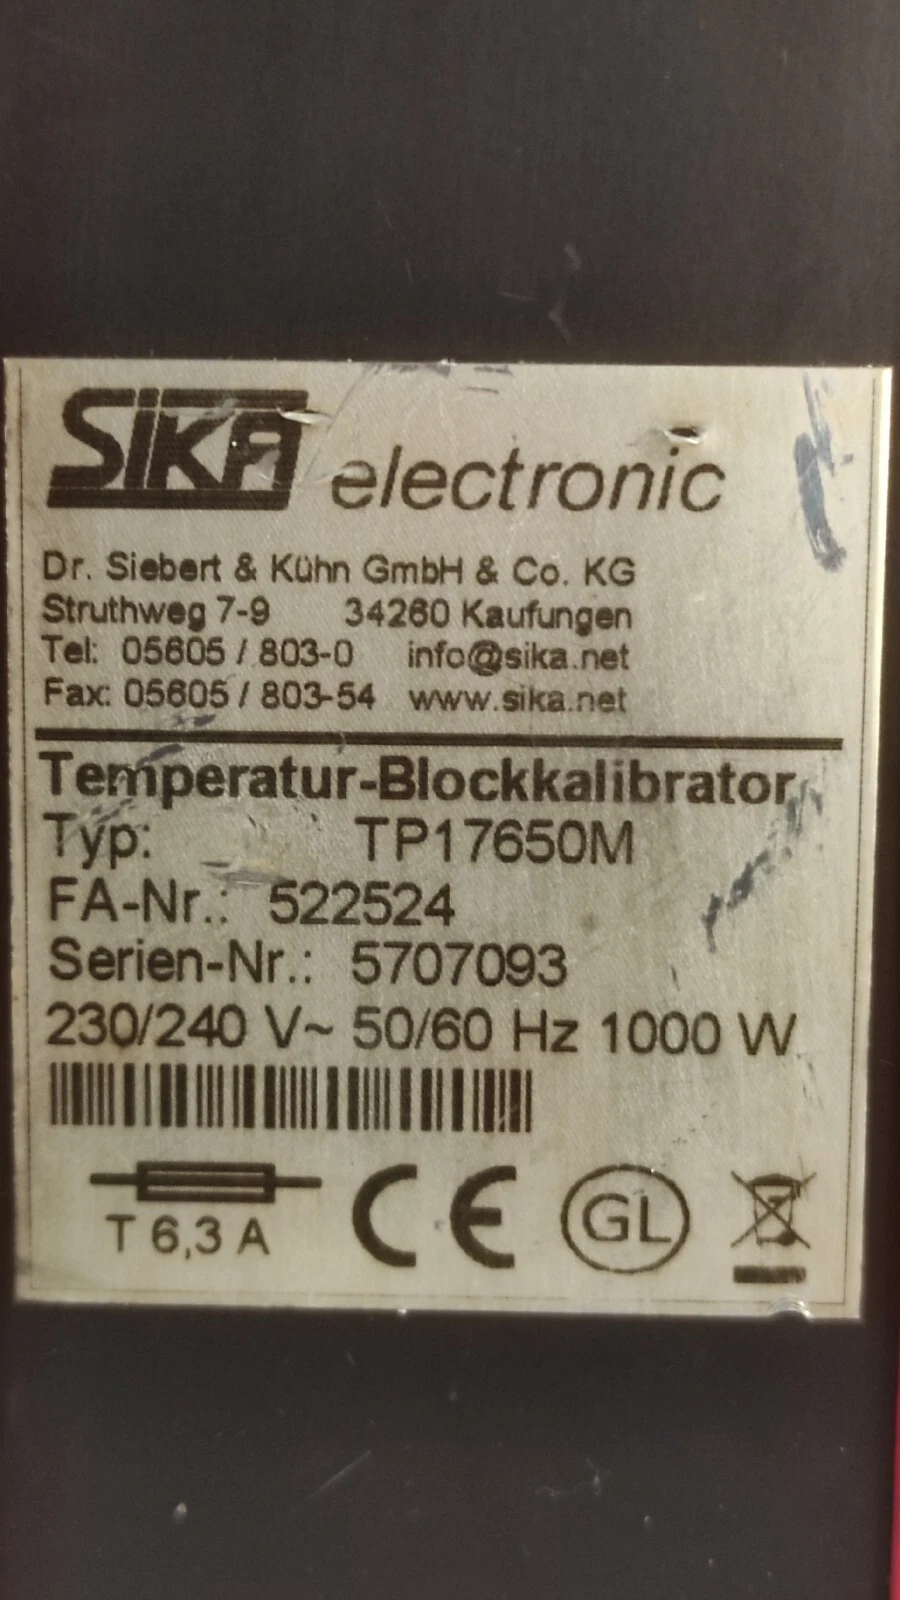 SIKA electronic
Dr. Siebert & Kühn GmbH & Co. KG
Struthweg 7-9 34260 Kaufungen
Tel: 05605 / 803-0 info@sika.net
Fax: 05605 / 803-54 www.sika.net
Temperatur-Blockkalibrator
Typ: TP17650M
FA-Nr.: 522524
Serien-Nr.: 5707093
230/240 V~ 50/60 Hz 1000 W
T 6,3 A CE GL